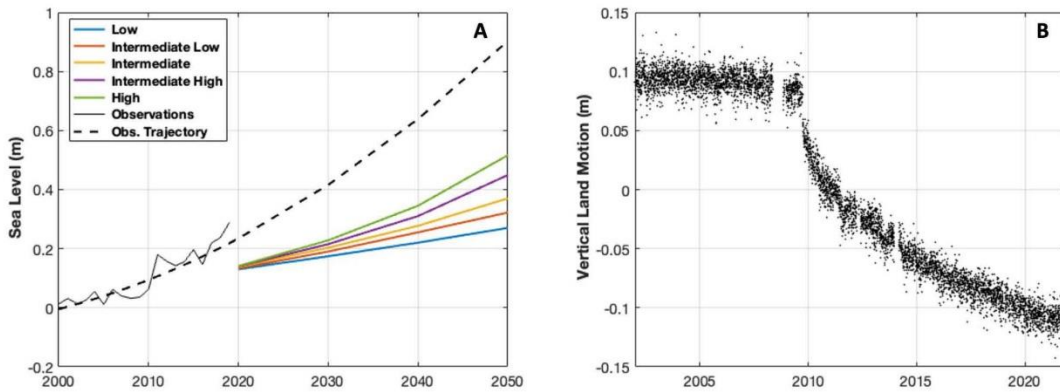 A
Low
Intermediate Low
Intermediate
Intermediate High
High
Observations
Obs. Trajectory
Sea Level (m)
1
0.8
0.6
0.4
0.2
0
-0.2
2000 2010 2020 2030 2040 2050
B
Vertical Land Motion (m)
0.15
0.1
0.05
0
-0.05
-0.1
-0.15
2005 2010 2015 2020